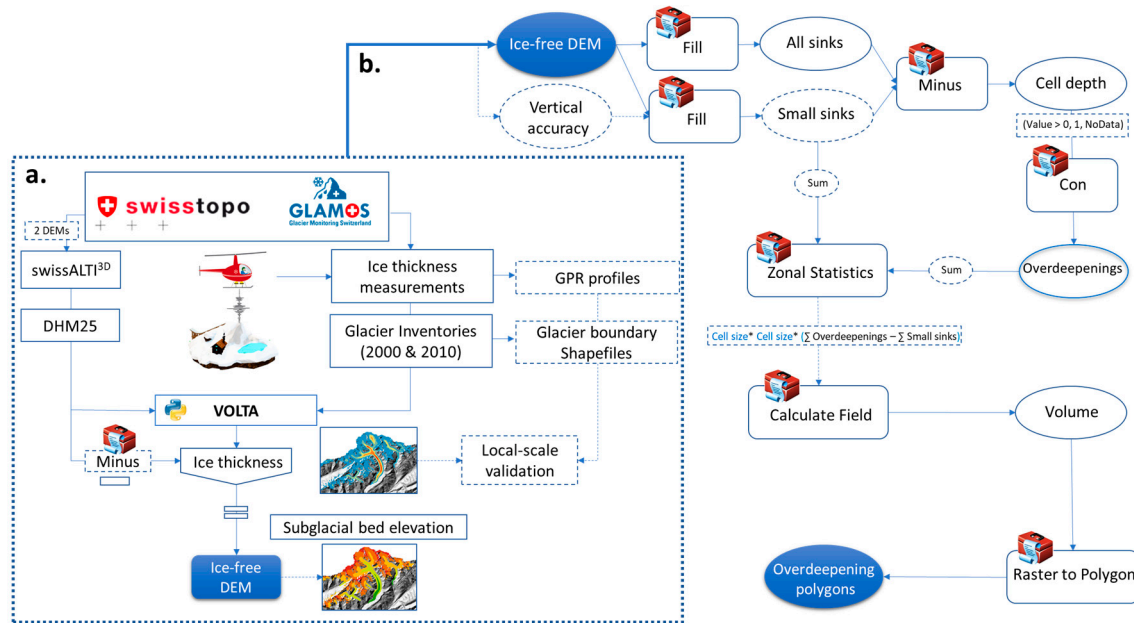 b.
Ice-free DEM
Fill
All sinks
Minus
Cell depth
Vertical
accuracy
Fill
Small sinks
(Value > 0, 1, NoData)
Con
Sum
Zonal Statistics
Sum
Overdeepenings
Cell size* Cell size* (∑ Overdeepenings – ∑ Small sinks)
Calculate Field
Volume
Raster to Polygon
Overdeepening
polygons
a.
swisstopo
GLAMOS
Glacier Monitoring Switzerland
2 DEMs
swissALTI3D
DHM25
Ice thickness
measurements
GPR profiles
Glacier Inventories
(2000 & 2010)
Glacier boundary
Shapefiles
VOLTA
Minus
Ice thickness
Local-scale
validation
Subglacial bed elevation
Ice-free
DEM